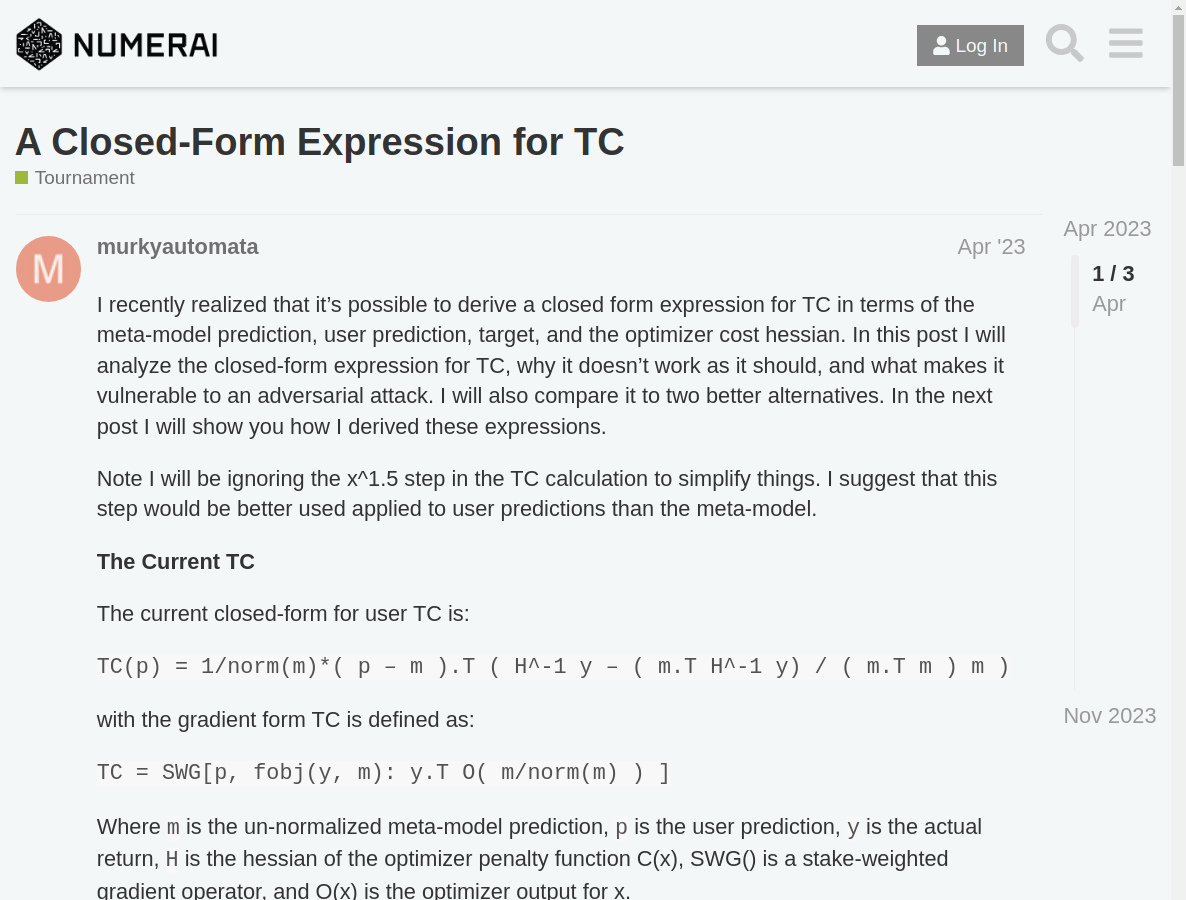 NUMERAI
Log In
A Closed-Form Expression for TC
Tournament
M
murkyautomata
Apr '23
Apr 2023
1 / 3
Apr
I recently realized that it’s possible to derive a closed form expression for TC in terms of the
meta-model prediction, user prediction, target, and the optimizer cost hessian. In this post I will
analyze the closed-form expression for TC, why it doesn’t work as it should, and what makes it
vulnerable to an adversarial attack. I will also compare it to two better alternatives. In the next
post I will show you how I derived these expressions.
Note I will be ignoring the x^1.5 step in the TC calculation to simplify things. I suggest that this
step would be better used applied to user predictions than the meta-model.
The Current TC
The current closed-form for user TC is:
TC(p) = 1/norm(m)*( p – m ).T ( H^-1 y – ( m.T H^-1 y) / ( m.T m ) m )
with the gradient form TC is defined as:
Nov 2023
TC = SWG[p, fobj(y, m): y.T O( m/norm(m) ) ]
Where m is the un-normalized meta-model prediction, p is the user prediction, y is the actual
return, H is the hessian of the optimizer penalty function C(x), SWG() is a stake-weighted
gradient operator, and O(x) is the optimizer output for x.